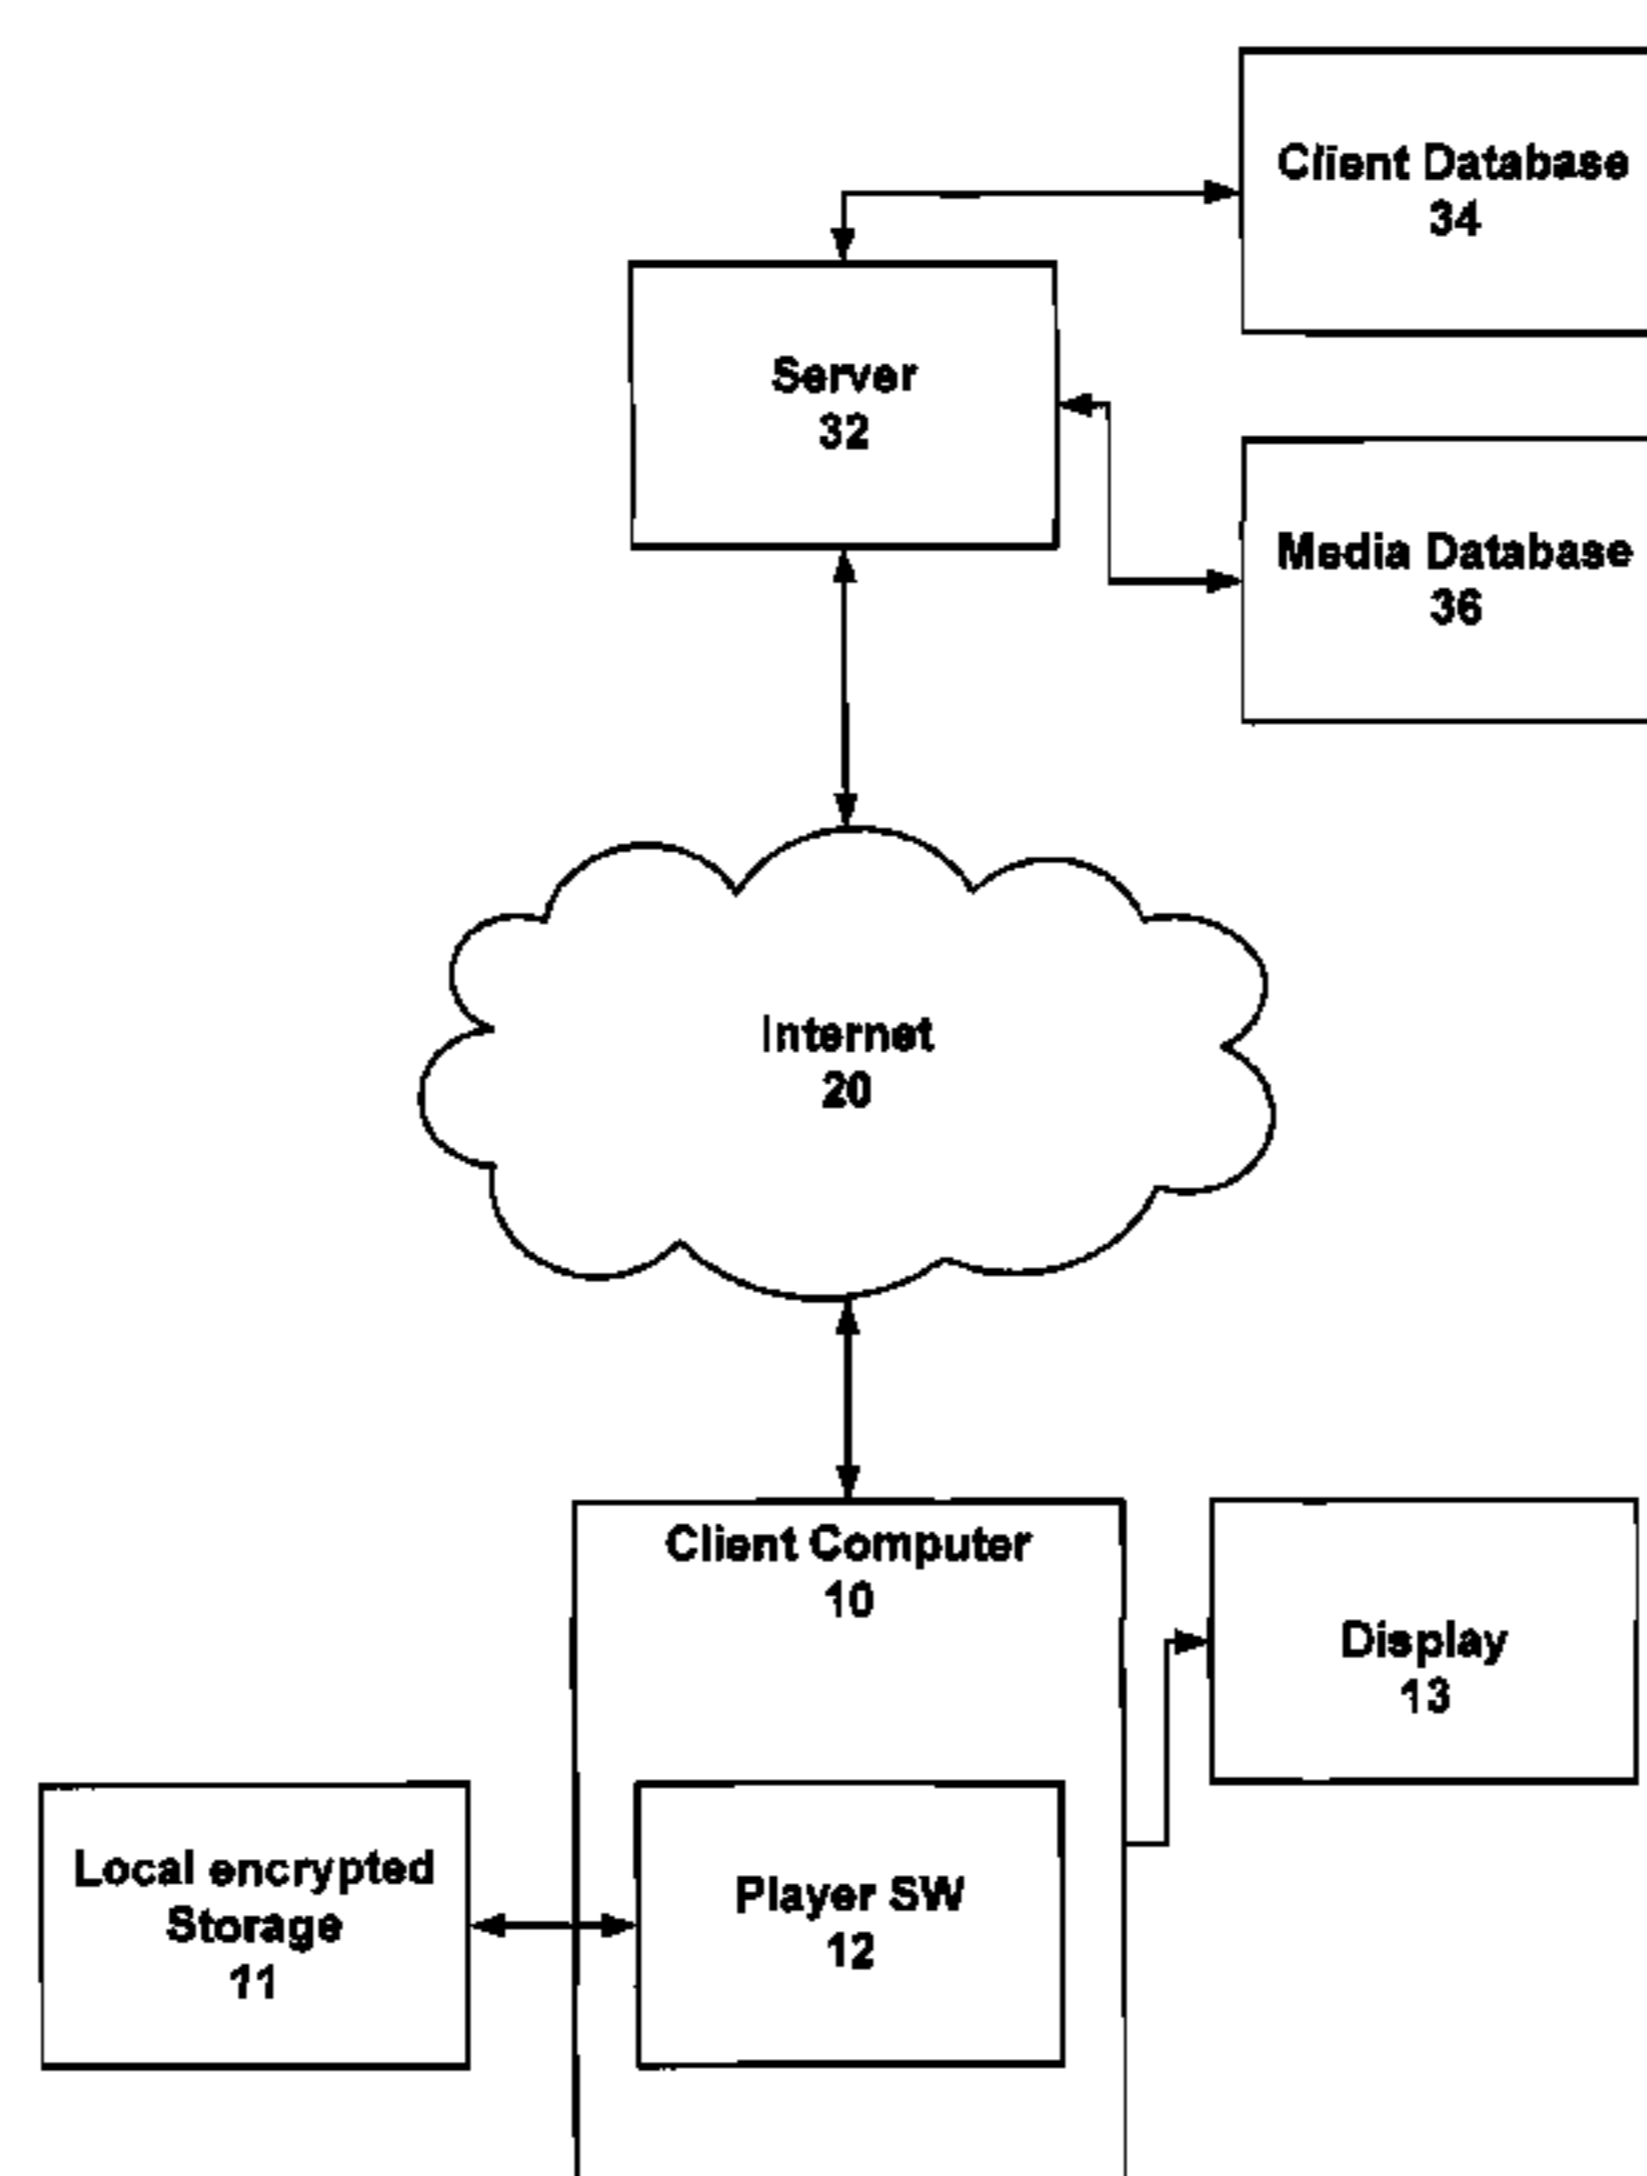 Client Database
34
Server
32
Media Database
36
Internet
20
Client Computer
10
Display
13
Local encrypted
Storage
11
Player SW
12